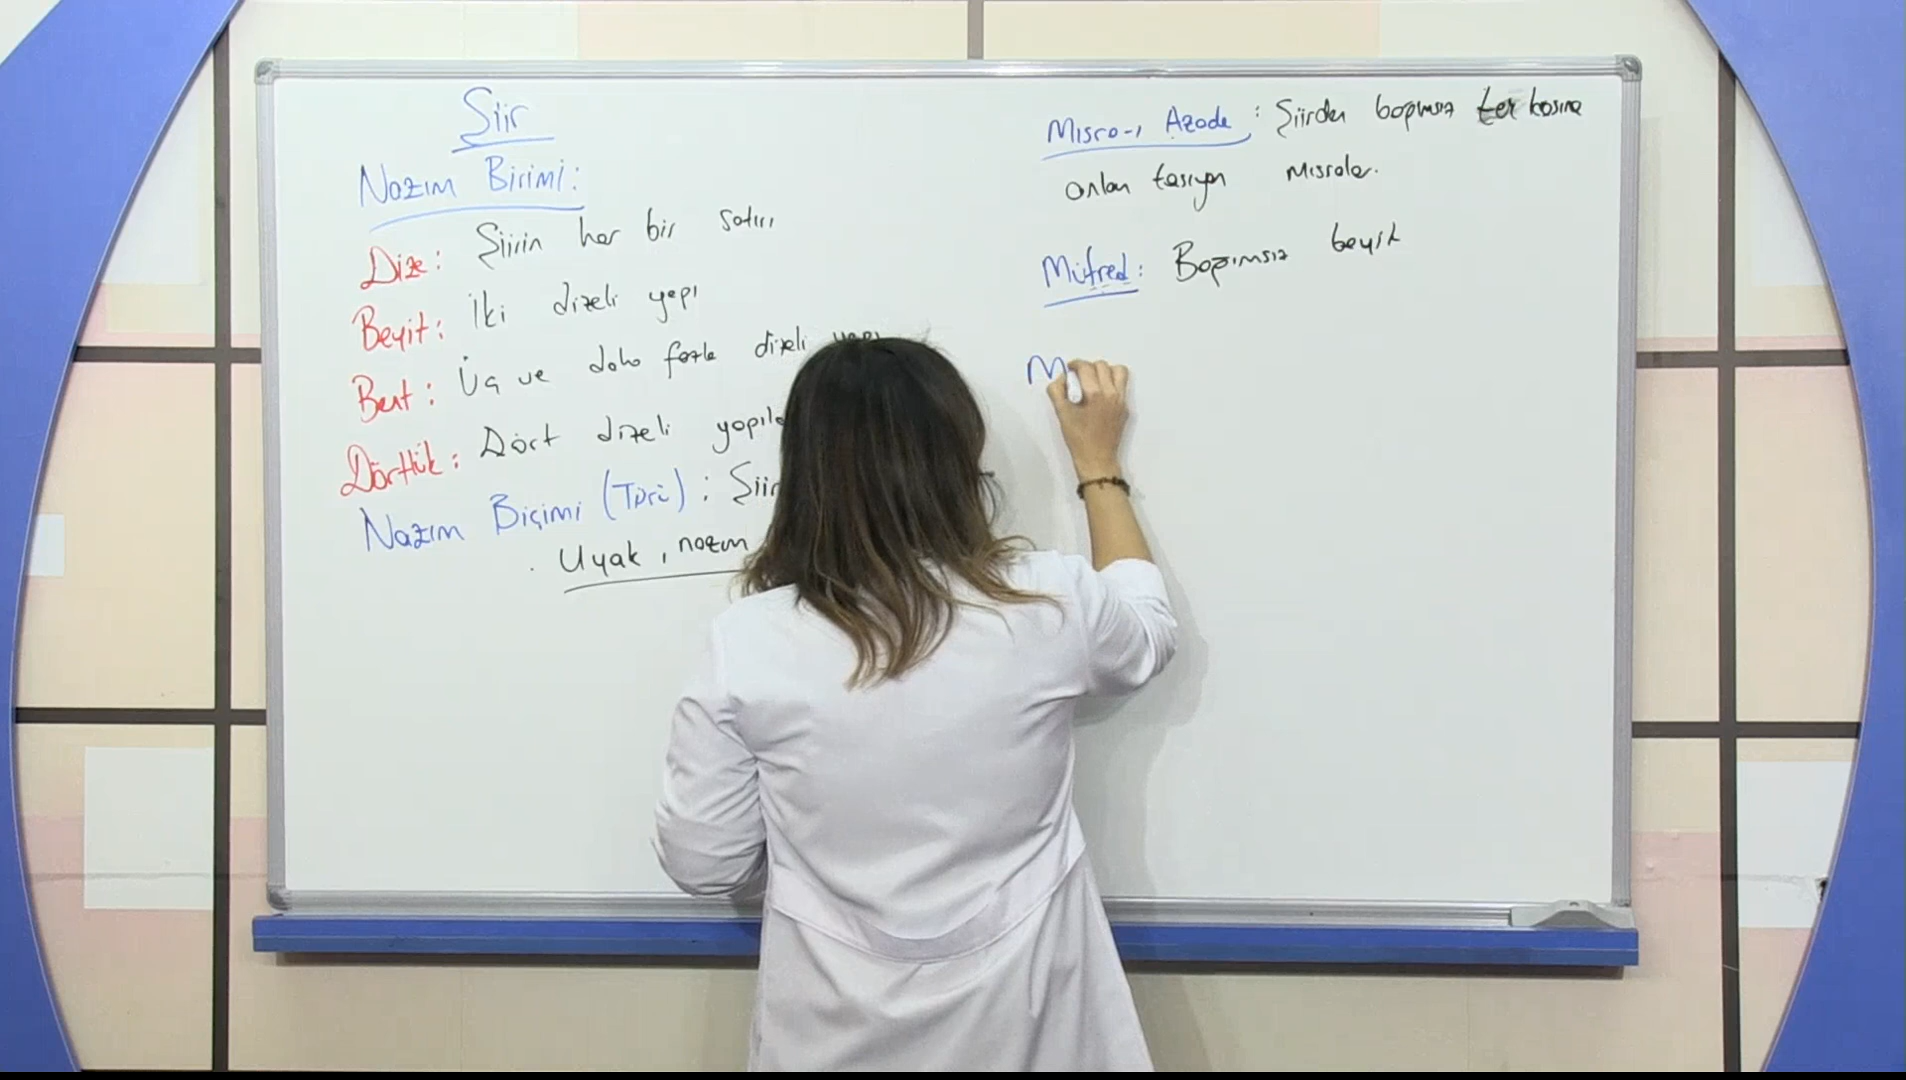 Şiir
Nazım Birimi:
Dize: Şiirin her bir satırı
Beyit: İki dizeli yapı
Bent: Üç ve daha fazla dizeli yapı
Dörtlük: Dört dizeli
Nazım Biçimi (Türü): Şiir
Uyak, nazım
Mısra-ı Azade: Şiirden bağımsız tek başına
anlam taşıyan mısralar.
Müfred: Bağımsız beyit
M